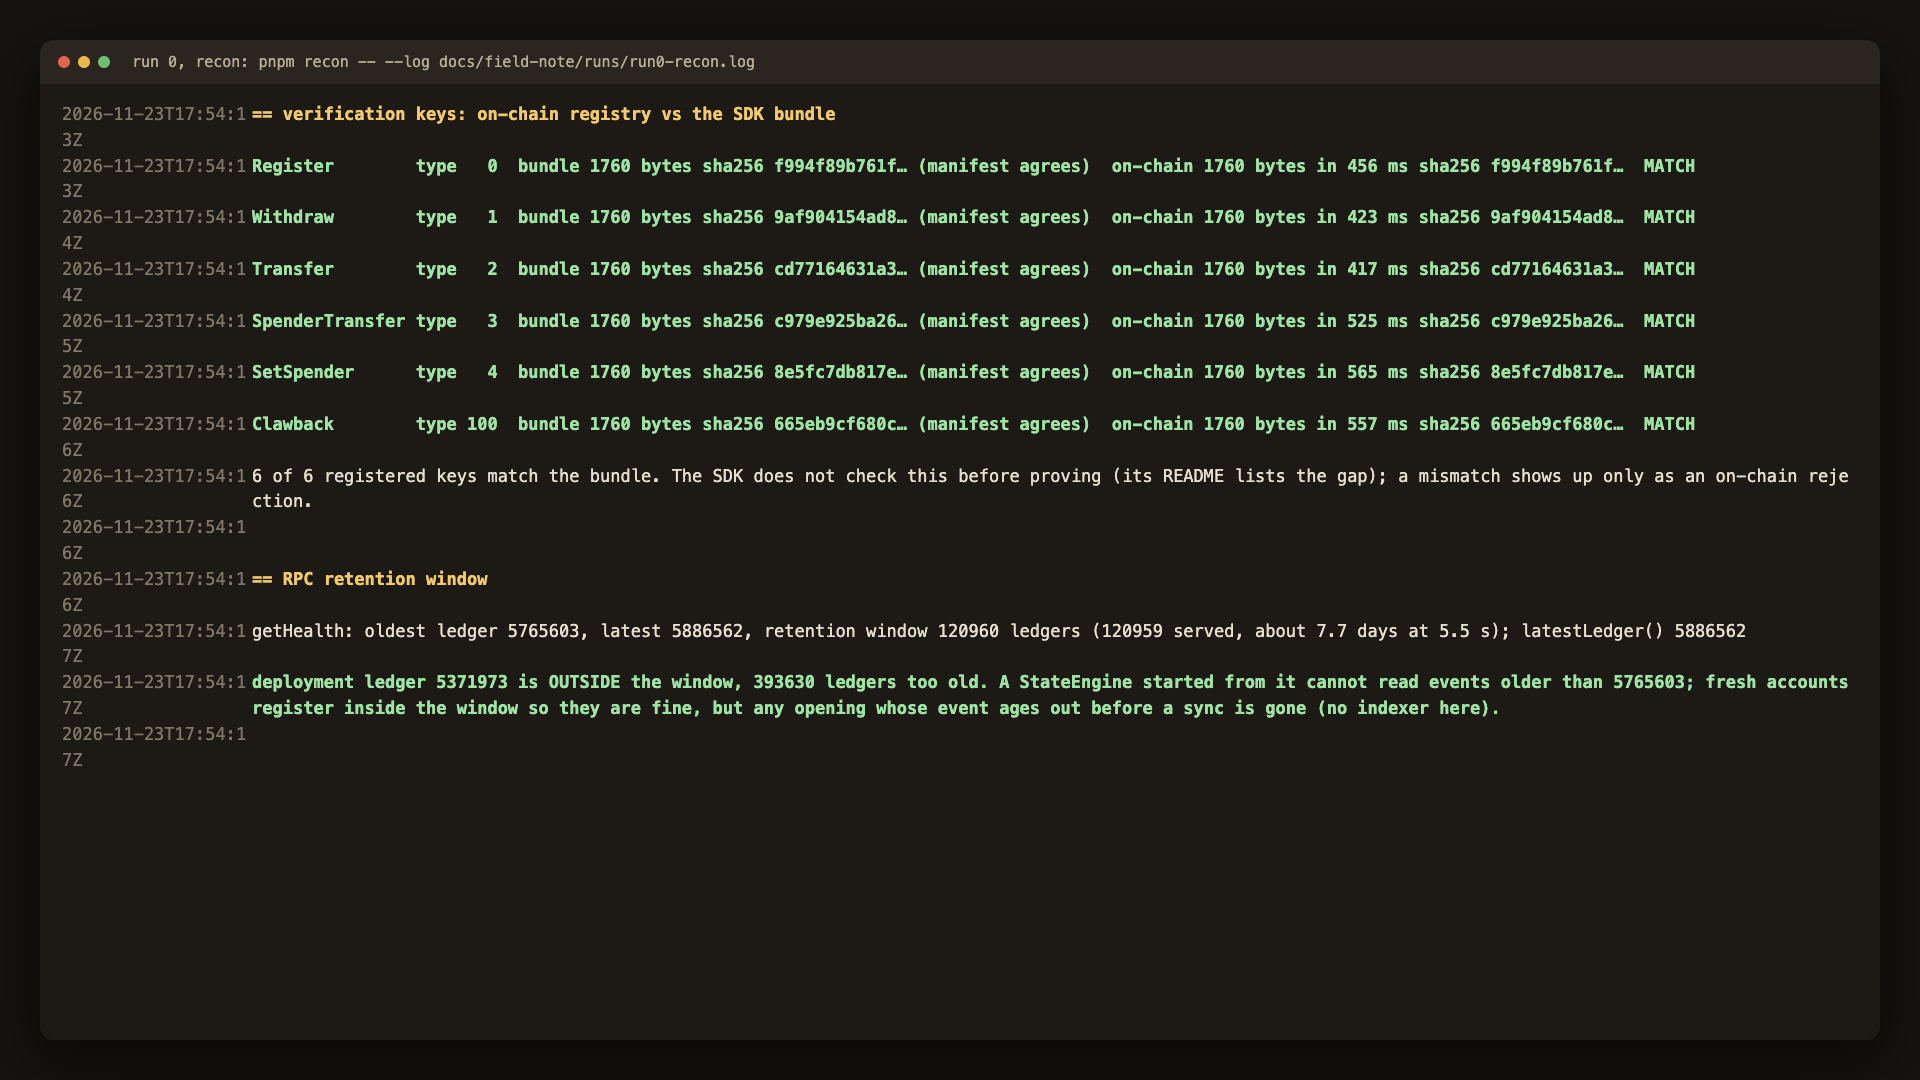 run 0, recon: pnpm recon -- --log docs/field-note/runs/run0-recon.log
2026-11-23T17:54:1 == verification keys: on-chain registry vs the SDK bundle
3Z
2026-11-23T17:54:1 Register        type   0  bundle 1760 bytes sha256 f994f89b761f… (manifest agrees)  on-chain 1760 bytes in 456 ms sha256 f994f89b761f…  MATCH
3Z
2026-11-23T17:54:1 Withdraw        type   1  bundle 1760 bytes sha256 9af904154ad8… (manifest agrees)  on-chain 1760 bytes in 423 ms sha256 9af904154ad8…  MATCH
4Z
2026-11-23T17:54:1 Transfer        type   2  bundle 1760 bytes sha256 cd77164631a3… (manifest agrees)  on-chain 1760 bytes in 417 ms sha256 cd77164631a3…  MATCH
4Z
2026-11-23T17:54:1 SpenderTransfer type   3  bundle 1760 bytes sha256 c979e925ba26… (manifest agrees)  on-chain 1760 bytes in 525 ms sha256 c979e925ba26…  MATCH
5Z
2026-11-23T17:54:1 SetSpender      type   4  bundle 1760 bytes sha256 8e5fc7db817e… (manifest agrees)  on-chain 1760 bytes in 565 ms sha256 8e5fc7db817e…  MATCH
5Z
2026-11-23T17:54:1 Clawback        type 100  bundle 1760 bytes sha256 665eb9cf680c… (manifest agrees)  on-chain 1760 bytes in 557 ms sha256 665eb9cf680c…  MATCH
6Z
2026-11-23T17:54:1 6 of 6 registered keys match the bundle. The SDK does not check this before proving (its README lists the gap); a mismatch shows up only as an on-chain reje
6Z ction.
2026-11-23T17:54:1
6Z
2026-11-23T17:54:1 == RPC retention window
6Z
2026-11-23T17:54:1 getHealth: oldest ledger 5765603, latest 5886562, retention window 120960 ledgers (120959 served, about 7.7 days at 5.5 s); latestLedger() 5886562
7Z
2026-11-23T17:54:1 deployment ledger 5371973 is OUTSIDE the window, 393630 ledgers too old. A StateEngine started from it cannot read events older than 5765603; fresh accounts
7Z register inside the window so they are fine, but any opening whose event ages out before a sync is gone (no indexer here).
2026-11-23T17:54:1
7Z